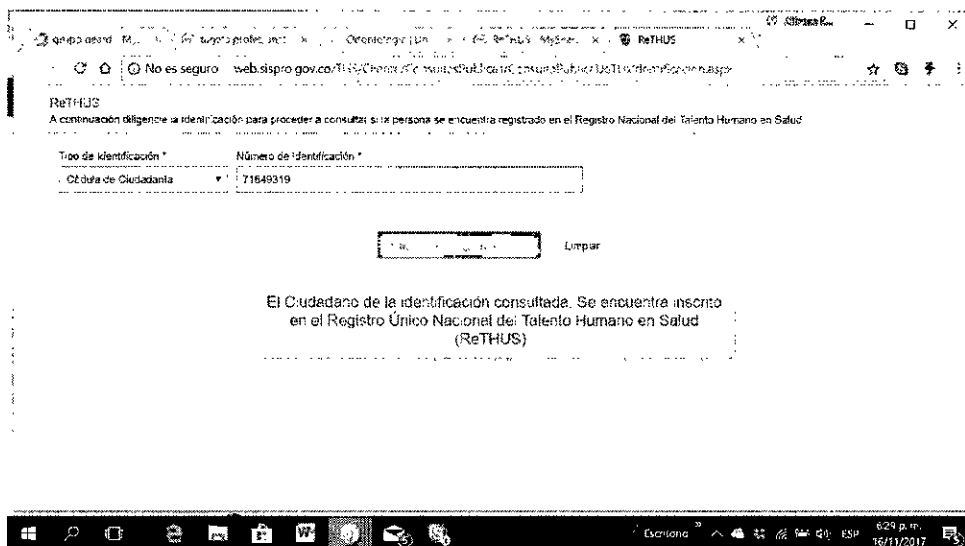 ReTHUS
No es seguro web.sispro.gov.co
ReTHUS
A continuación diligencie la identificación para proceder a consultar si la persona se encuentra registrado en el Registro Nacional del Talento Humano en Salud
Tipo de identificación * Número de identificación *
Cédula de Ciudadanía 71649319
Limpiar
El Ciudadano de la identificación consultada. Se encuentra inscrito
en el Registro Único Nacional del Talento Humano en Salud
(ReTHUS)
Escritorio ESP 6:29 p. m.
16/11/2017